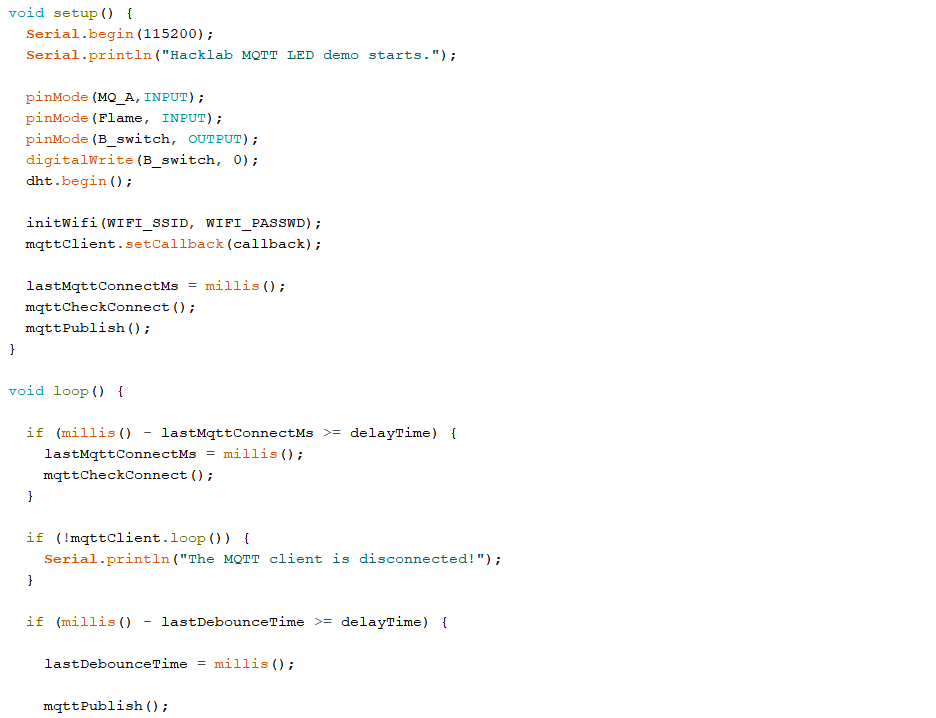 void setup() {
  Serial.begin(115200);
  Serial.println("Hacklab MQTT LED demo starts.");

  pinMode(MQ_A,INPUT);
  pinMode(Flame, INPUT);
  pinMode(B_switch, OUTPUT);
  digitalWrite(B_switch, 0);
  dht.begin();

  initWifi(WIFI_SSID, WIFI_PASSWD);
  mqttClient.setCallback(callback);

  lastMqttConnectMs = millis();
  mqttCheckConnect();
  mqttPublish();
}

void loop() {

  if (millis() - lastMqttConnectMs >= delayTime) {
    lastMqttConnectMs = millis();
    mqttCheckConnect();
  }

  if (!mqttClient.loop()) {
    Serial.println("The MQTT client is disconnected!");
  }

  if (millis() - lastDebounceTime >= delayTime) {

    lastDebounceTime = millis();

    mqttPublish();